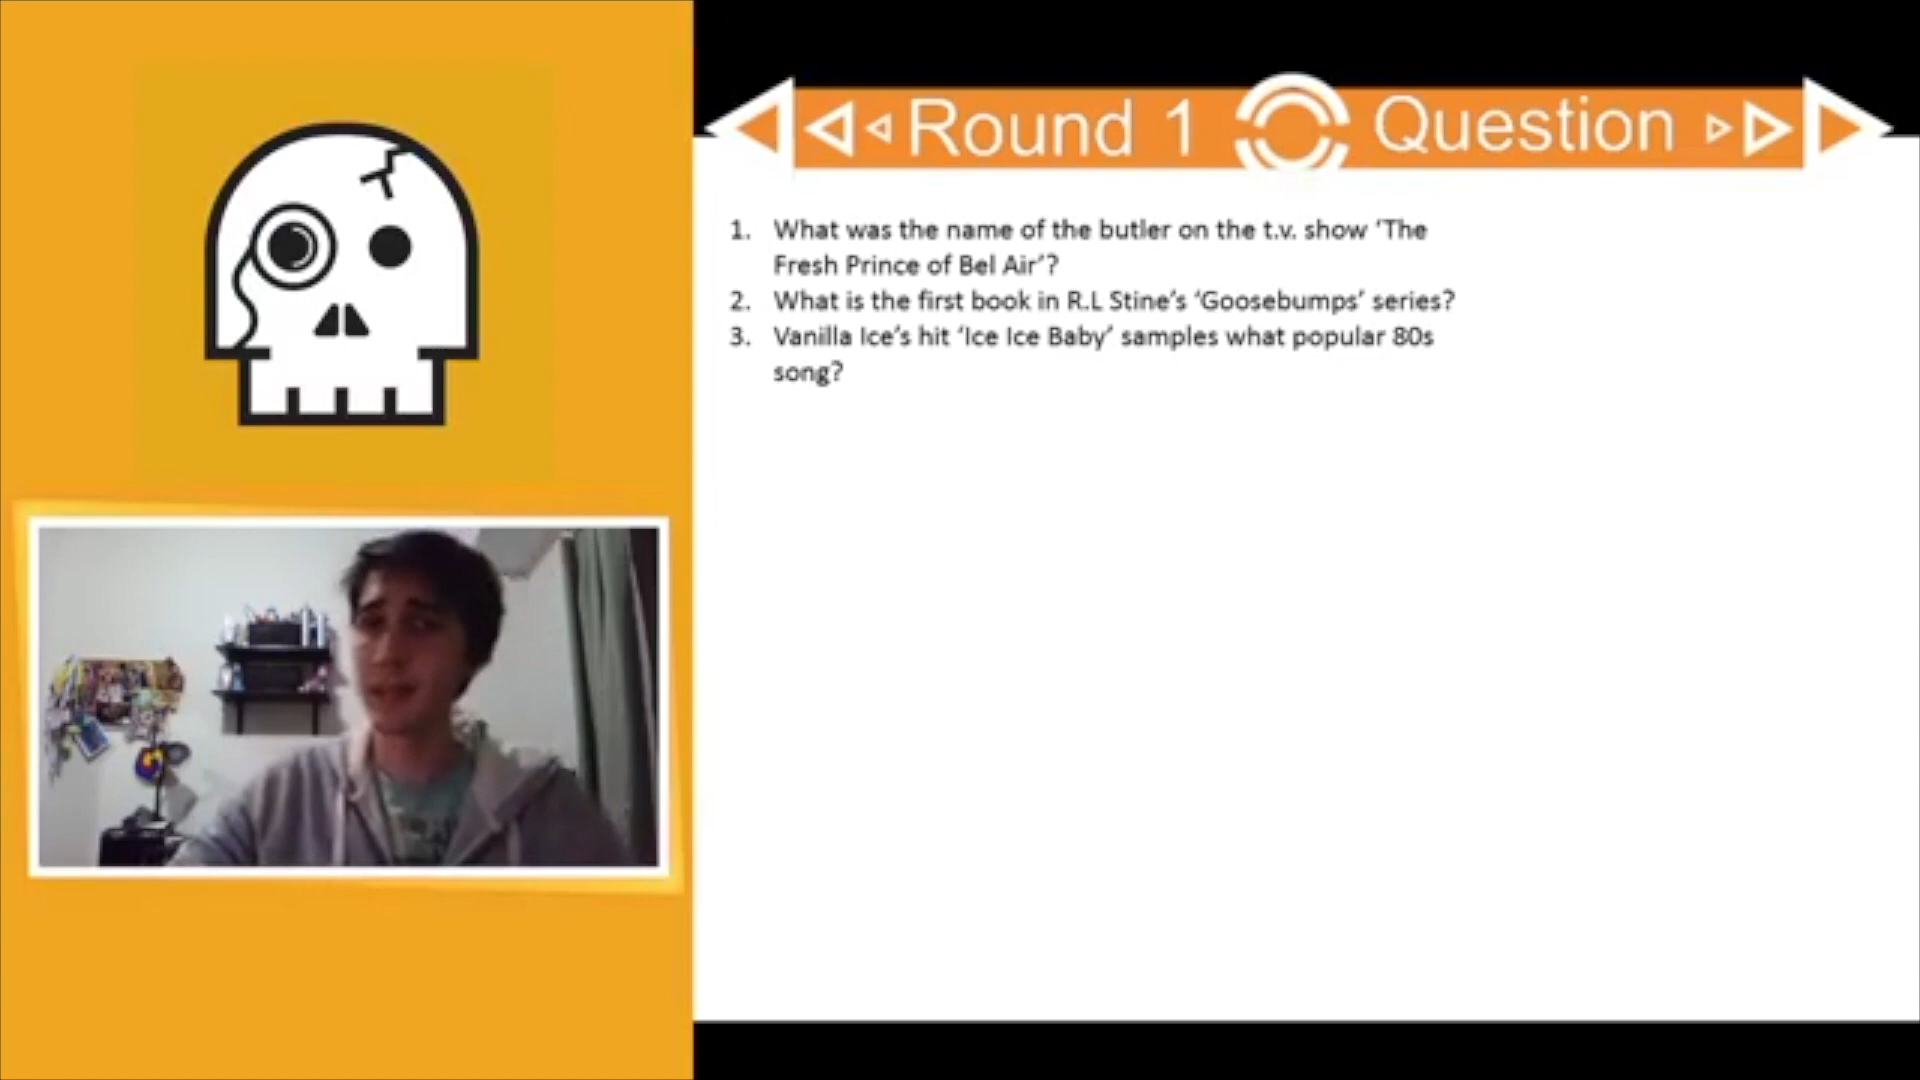 Round 1 Question
1. What was the name of the butler on the t.v. show ‘The
Fresh Prince of Bel Air’?
2. What is the first book in R.L Stine’s ‘Goosebumps’ series?
3. Vanilla Ice’s hit ‘Ice Ice Baby’ samples what popular 80s
song?